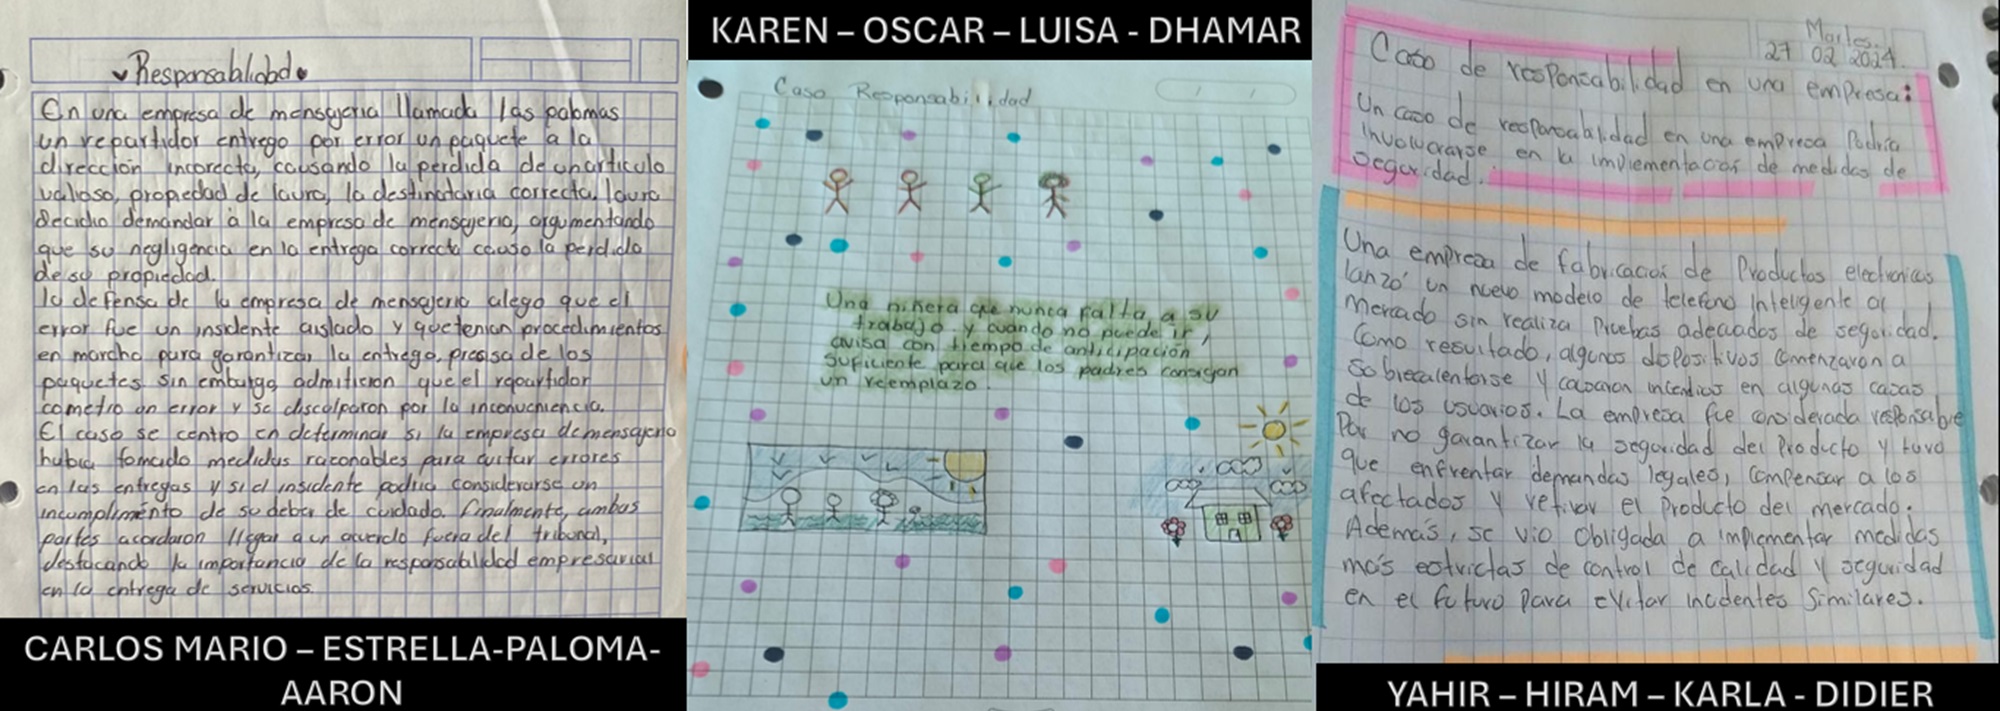 Responsabilidad
En una empresa de mensajeria llamada las palomas
un repartidor entrego por error un paquete a la
dirección incorecta, causando la perdida de un articulo
valioso, propiedad de laura, la destinataria correcta. laura
decidio demandar a la empresa de mensajeria, argumentando
que su negligencia en la entrega correcta causo la perdida
de su propiedad.
la defensa de la empresa de mensajeria alego que el
error fue un insidente aislado y que tenian procedimientos
en marcha para garantizar la entrega precisa de los
paquetes sin embargo, admitieron que el repartidor
cometio un error y se disculparon por la inconveniencia.
El caso se centro en determinar si la empresa de mensajeria
habia tomado medidas razonables para evitar errores
en las entregas y si el insidente podria considerarse un
incumplimento de su deber de cuidado. Finalmente, ambas
partes acordaron llegar a un acuerdo fuera del tribunal,
destacando la importancia de la responsabilidad empresarial
en la entrega de servicios.
CARLOS MARIO – ESTRELLA-PALOMA-
AARON
KAREN – OSCAR – LUISA - DHAMAR
Caso Responsabilidad
Una niñera que nunca falta a su
trabajo y cuando no puede ir,
avisa con tiempo de anticipación
suficiente para que los padres consigan
un reemplazo.
Martes.
27 02 2024.
Caso de responsabilidad en una empresa:
Un caso de responsabilidad en una empresa Podria
involucrarse en la implementación de medidas de
seguridad.
Una empresa de fabricación de Productos electronicos
lanzó un nuevo modelo de telefono Inteligente al
mercado sin realiza Pruebas adecuados de seguridad.
Como resultado, algunos dispositivos comenzaron a
sobrecalentarse y causaron incendios en algunas casas
de los usuarios. La empresa fue considerada responsable
Por no garantizar la seguridad del Producto y tuvo
que enfrentar demandas legales, compensar a los
afectados y retirar el Producto del mercado.
Además, se vio obligada a implementar medidas
más estrictas de control de calidad y seguridad
en el futuro para evitar incidentes similares.
YAHIR – HIRAM – KARLA - DIDIER